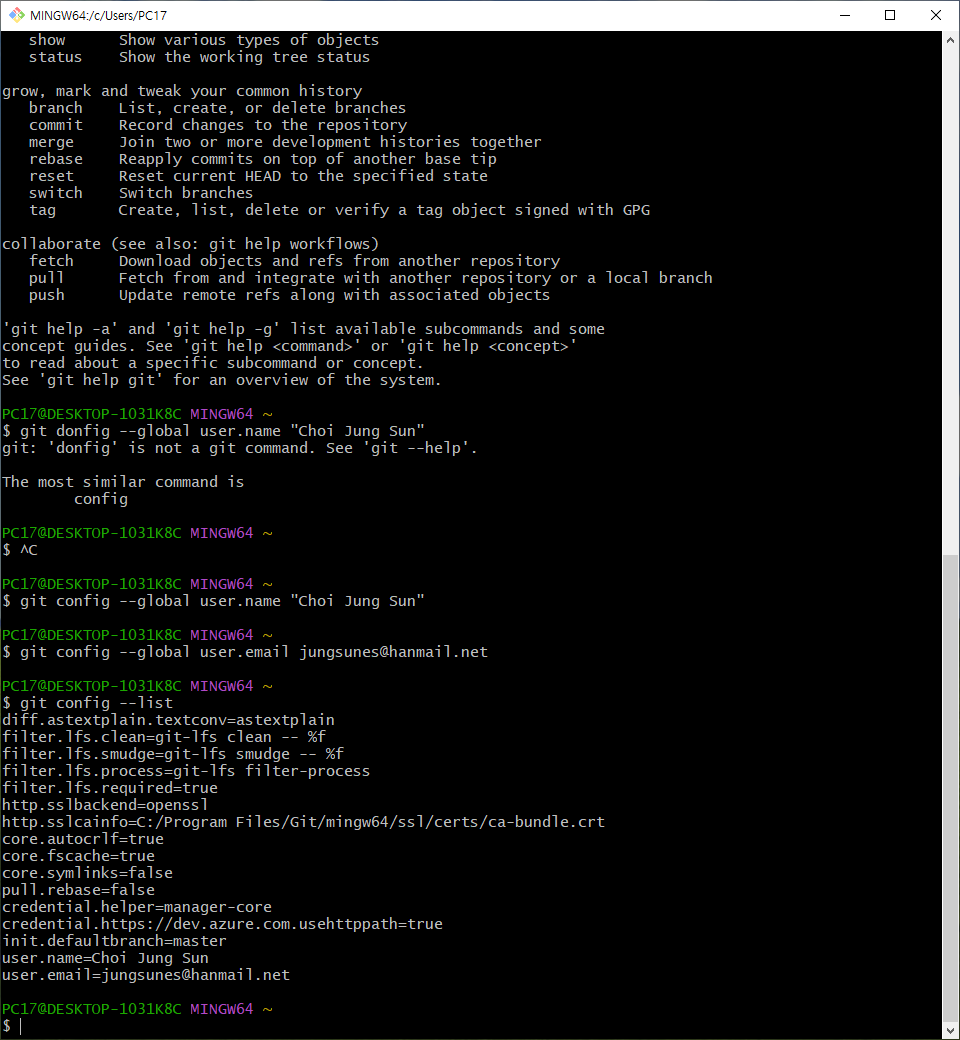 MINGW64:/c/Users/PC17
show Show various types of objects
status Show the working tree status
grow, mark and tweak your common history
branch List, create, or delete branches
commit Record changes to the repository
merge Join two or more development histories together
rebase Reapply commits on top of another base tip
reset Reset current HEAD to the specified state
switch Switch branches
tag Create, list, delete or verify a tag object signed with GPG
collaborate (see also: git help workflows)
fetch Download objects and refs from another repository
pull Fetch from and integrate with another repository or a local branch
push Update remote refs along with associated objects
'git help -a' and 'git help -g' list available subcommands and some
concept guides. See 'git help <command>' or 'git help <concept>'
to read about a specific subcommand or concept.
See 'git help git' for an overview of the system.
PC17@DESKTOP-1031K8C MINGW64 ~
$ git donfig --global user.name "Choi Jung Sun"
git: 'donfig' is not a git command. See 'git --help'.
The most similar command is
config
PC17@DESKTOP-1031K8C MINGW64 ~
$ ^C
PC17@DESKTOP-1031K8C MINGW64 ~
$ git config --global user.name "Choi Jung Sun"
PC17@DESKTOP-1031K8C MINGW64 ~
$ git config --global user.email jungsunes@hanmail.net
PC17@DESKTOP-1031K8C MINGW64 ~
$ git config --list
diff.astextplain.textconv=astextplain
filter.lfs.clean=git-lfs clean -- %f
filter.lfs.smudge=git-lfs smudge -- %f
filter.lfs.process=git-lfs filter-process
filter.lfs.required=true
http.sslbackend=openssl
http.sslcainfo=C:/Program Files/Git/mingw64/ssl/certs/ca-bundle.crt
core.autocrlf=true
core.fscache=true
core.symlinks=false
pull.rebase=false
credential.helper=manager-core
credential.https://dev.azure.com.usehttppath=true
init.defaultbranch=master
user.name=Choi Jung Sun
user.email=jungsunes@hanmail.net
PC17@DESKTOP-1031K8C MINGW64 ~
$